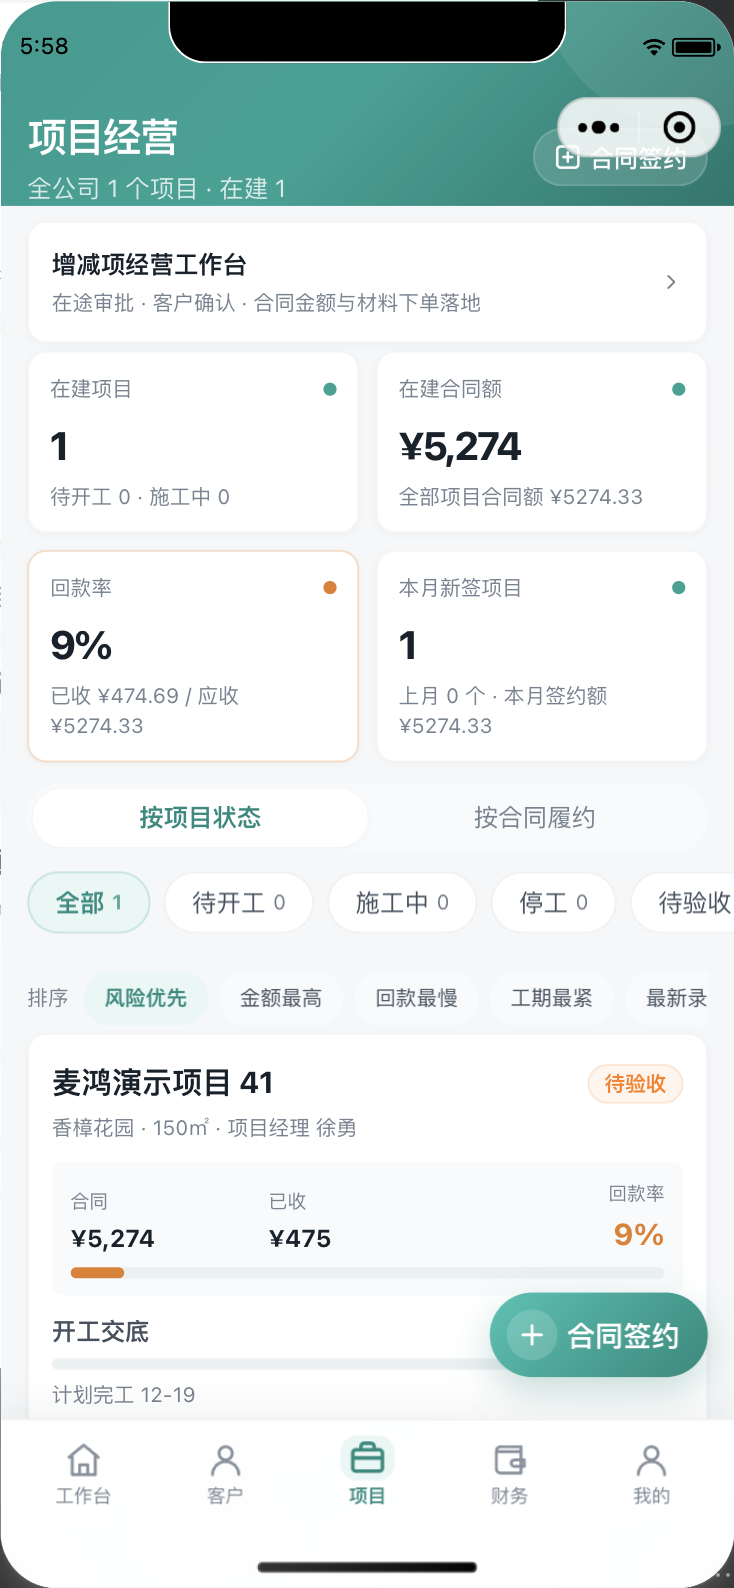 5:58
项目经营
合同签约
全公司 1 个项目 · 在建 1
增减项经营工作台
在途审批 · 客户确认 · 合同金额与材料下单落地
在建项目
1
待开工 0 · 施工中 0
在建合同额
¥5,274
全部项目合同额 ¥5274.33
回款率
9%
已收 ¥474.69 / 应收
¥5274.33
本月新签项目
1
上月 0 个 · 本月签约额
¥5274.33
按项目状态
按合同履约
全部 1
待开工 0
施工中 0
停工 0
待验收
排序
风险优先
金额最高
回款最慢
工期最紧
最新录
麦鸿演示项目 41
待验收
香樟花园 · 150㎡ · 项目经理 徐勇
合同
¥5,274
已收
¥475
回款率
9%
开工交底
计划完工 12-19
合同签约
工作台
客户
项目
财务
我的